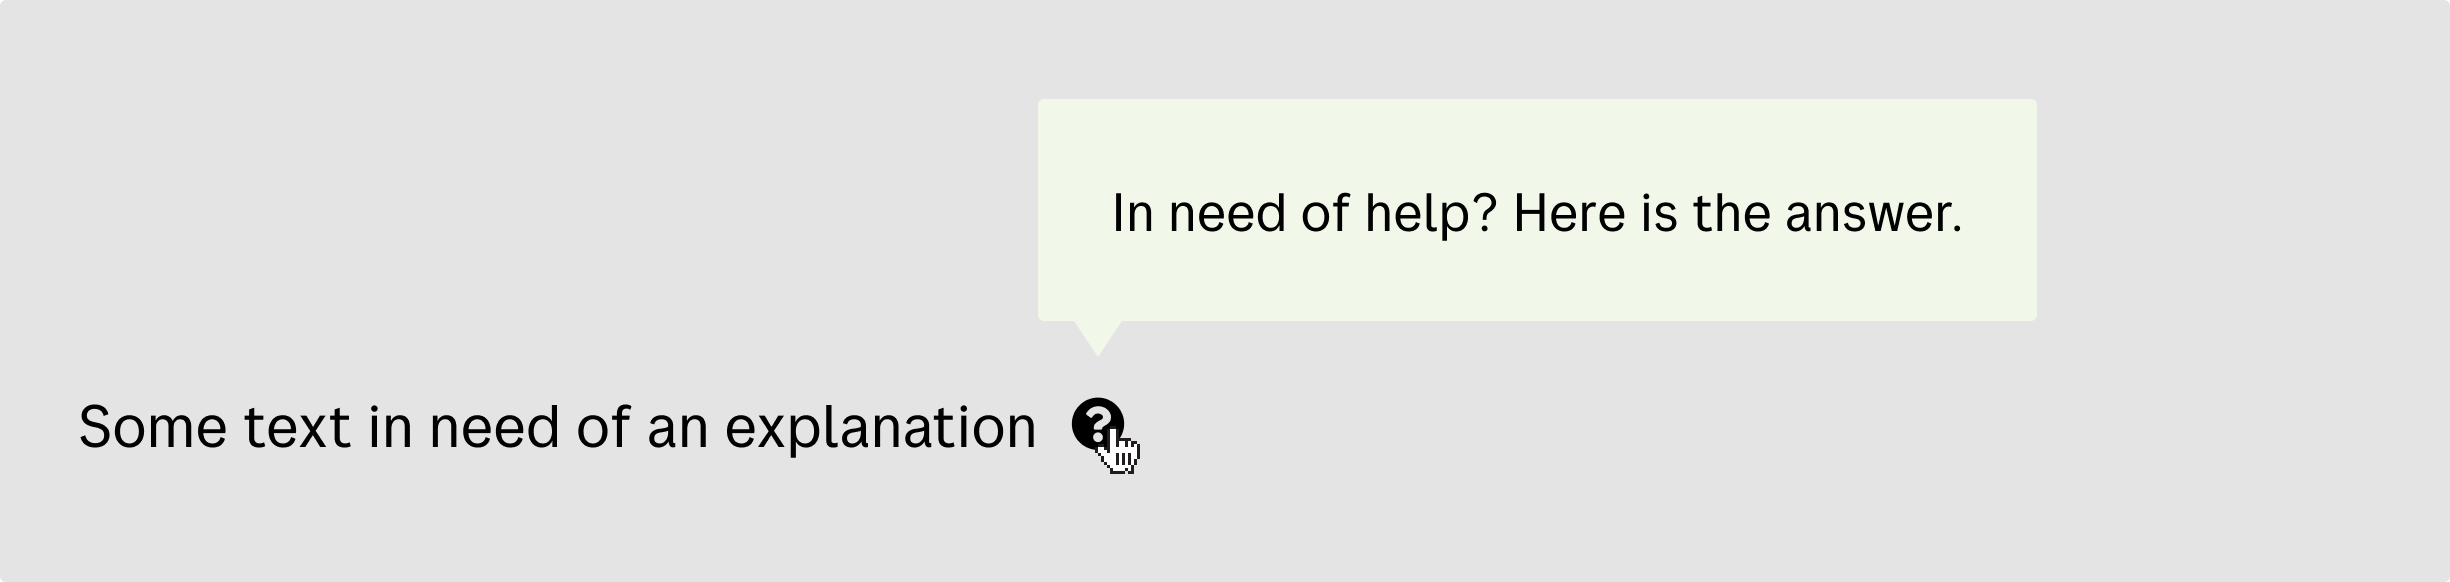 In need of help? Here is the answer.
Some text in need of an explanation ?